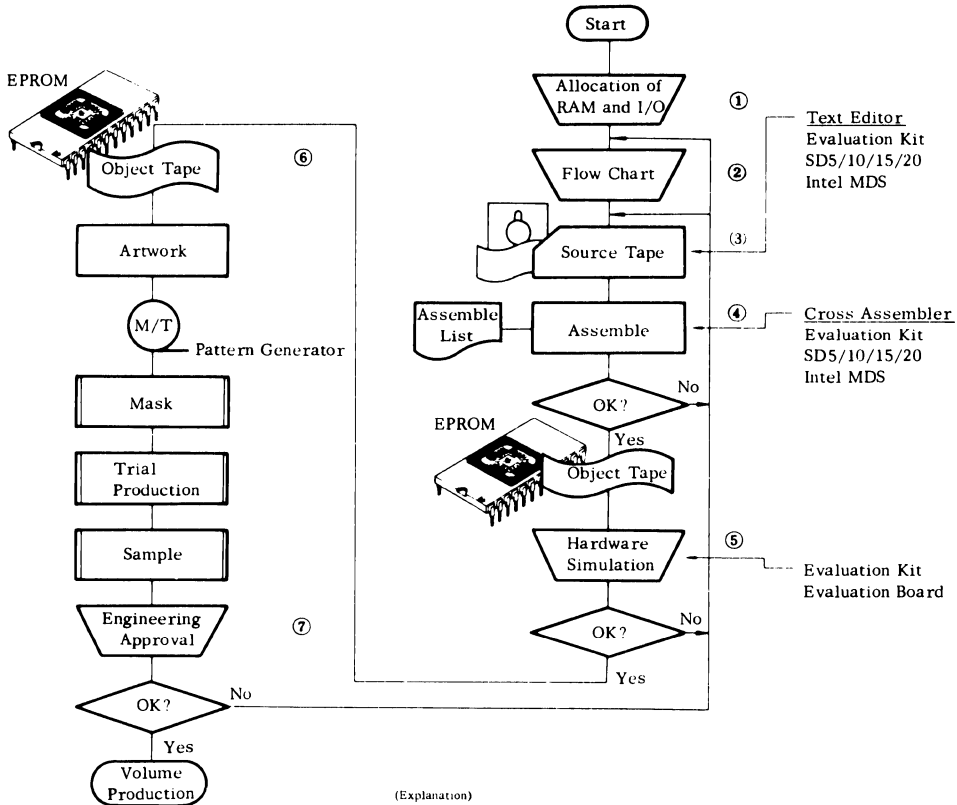 Start
Allocation of
RAM and I/O
①
Text Editor
Evaluation Kit
SD5/10/15/20
Intel MDS
Flow Chart
②
Source Tape
(3)
Assemble
List
Assemble
④
Cross Assembler
Evaluation Kit
SD5/10/15/20
Intel MDS
OK?
No
Yes
EPROM
Object Tape
Hardware
Simulation
⑤
Evaluation Kit
Evaluation Board
OK?
No
Yes
EPROM
Object Tape
⑥
Artwork
M/T
Pattern Generator
Mask
Trial
Production
Sample
Engineering
Approval
⑦
OK?
No
Yes
Volume
Production
(Explanation)